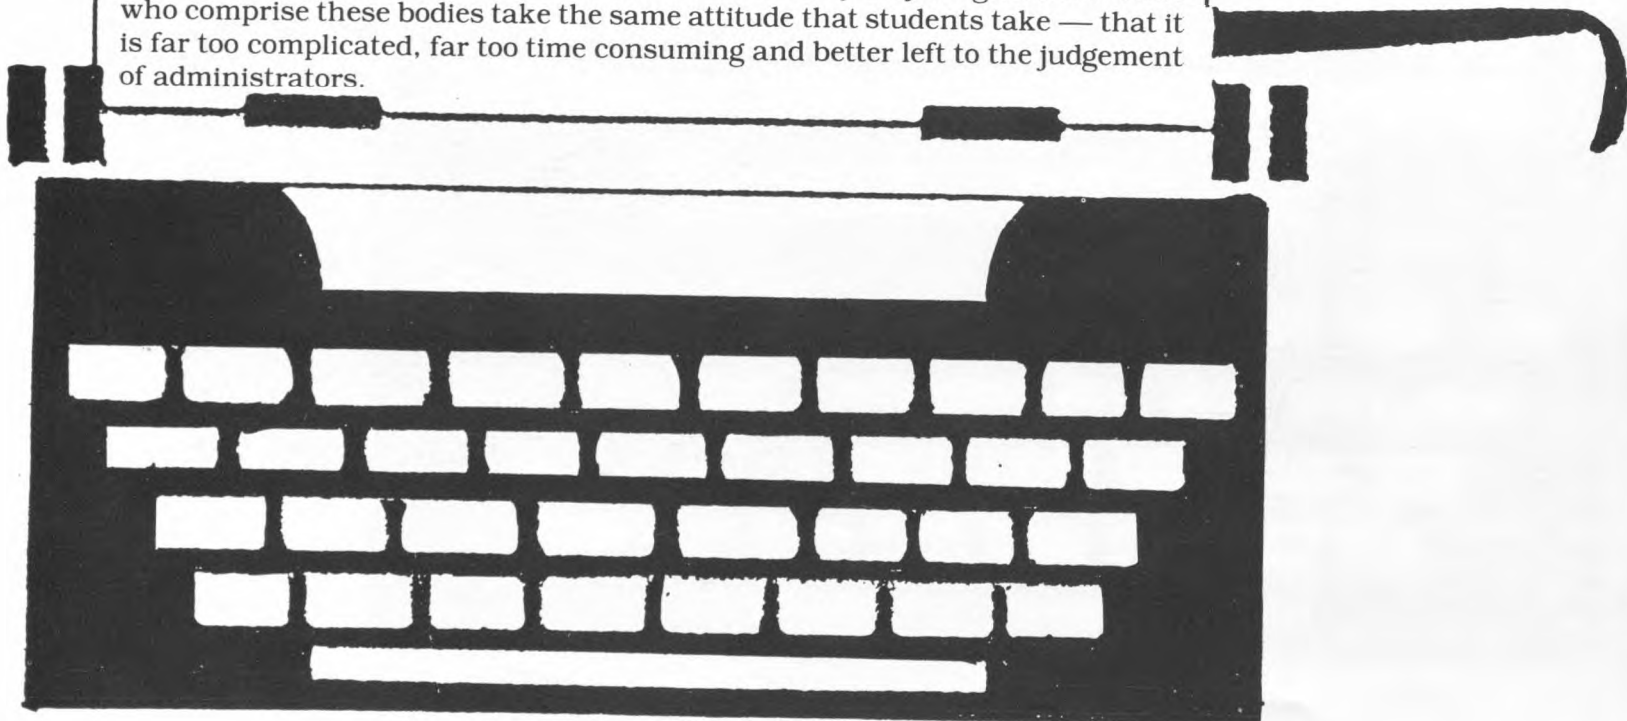 who comprise these bodies take the same attitude that students take — that it
is far too complicated, far too time consuming and better left to the judgement
of administrators.